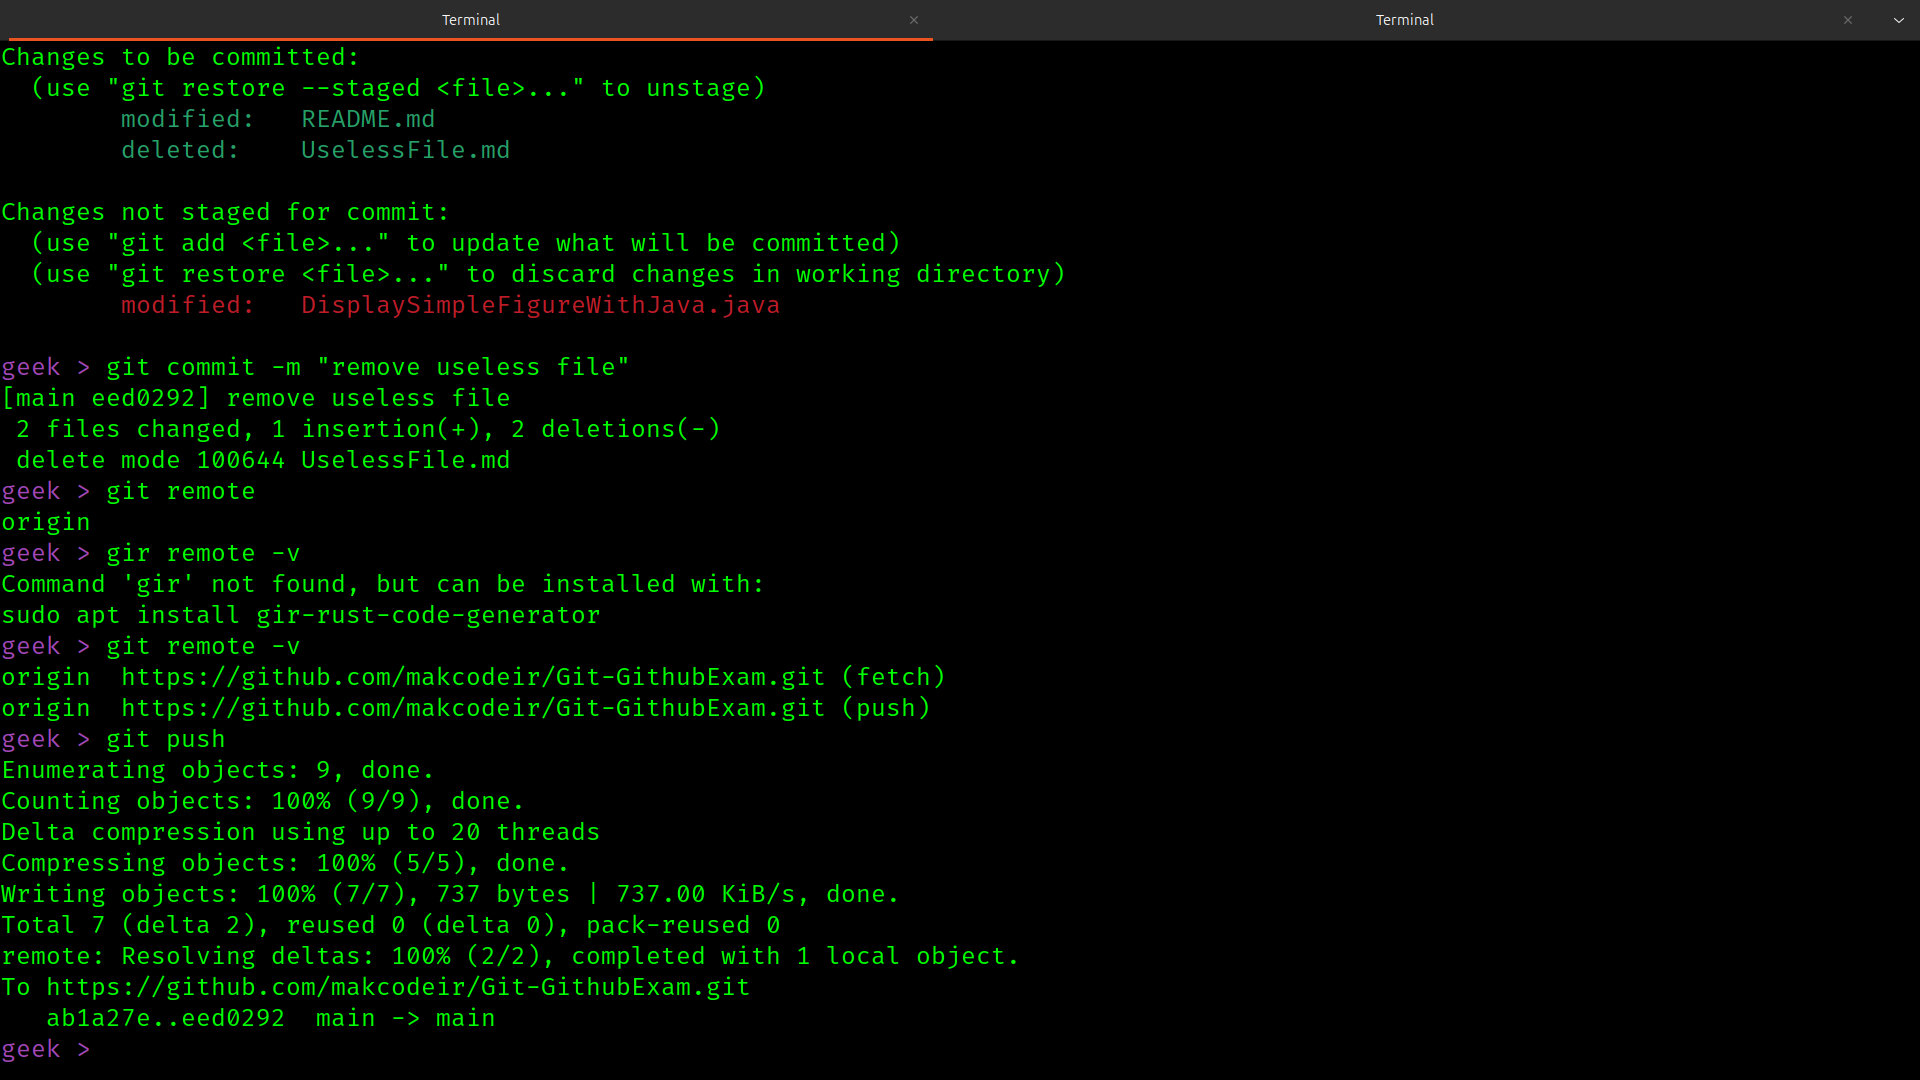 Terminal × Terminal ×
Changes to be committed:
  (use "git restore --staged <file>..." to unstage)
        modified:   README.md
        deleted:    UselessFile.md

Changes not staged for commit:
  (use "git add <file>..." to update what will be committed)
  (use "git restore <file>..." to discard changes in working directory)
        modified:   DisplaySimpleFigureWithJava.java

geek > git commit -m "remove useless file"
[main eed0292] remove useless file
 2 files changed, 1 insertion(+), 2 deletions(-)
 delete mode 100644 UselessFile.md
geek > git remote
origin
geek > gir remote -v
Command 'gir' not found, but can be installed with:
sudo apt install gir-rust-code-generator
geek > git remote -v
origin  https://github.com/makcodeir/Git-GithubExam.git (fetch)
origin  https://github.com/makcodeir/Git-GithubExam.git (push)
geek > git push
Enumerating objects: 9, done.
Counting objects: 100% (9/9), done.
Delta compression using up to 20 threads
Compressing objects: 100% (5/5), done.
Writing objects: 100% (7/7), 737 bytes | 737.00 KiB/s, done.
Total 7 (delta 2), reused 0 (delta 0), pack-reused 0
remote: Resolving deltas: 100% (2/2), completed with 1 local object.
To https://github.com/makcodeir/Git-GithubExam.git
   ab1a27e..eed0292  main -> main
geek >